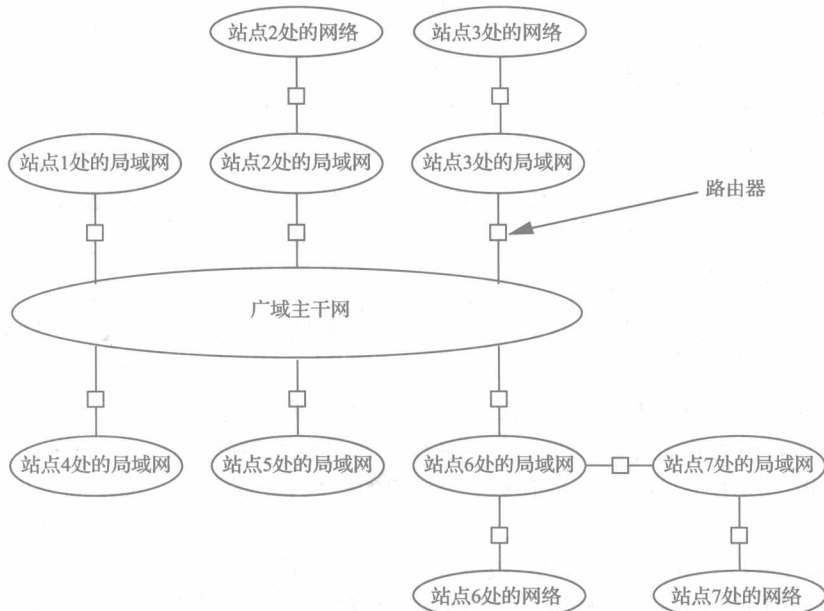 站点2处的网络
站点3处的网络
站点1处的局域网
站点2处的局域网
站点3处的局域网
路由器
广域主干网
站点4处的局域网
站点5处的局域网
站点6处的局域网
站点7处的局域网
站点6处的网络
站点7处的网络